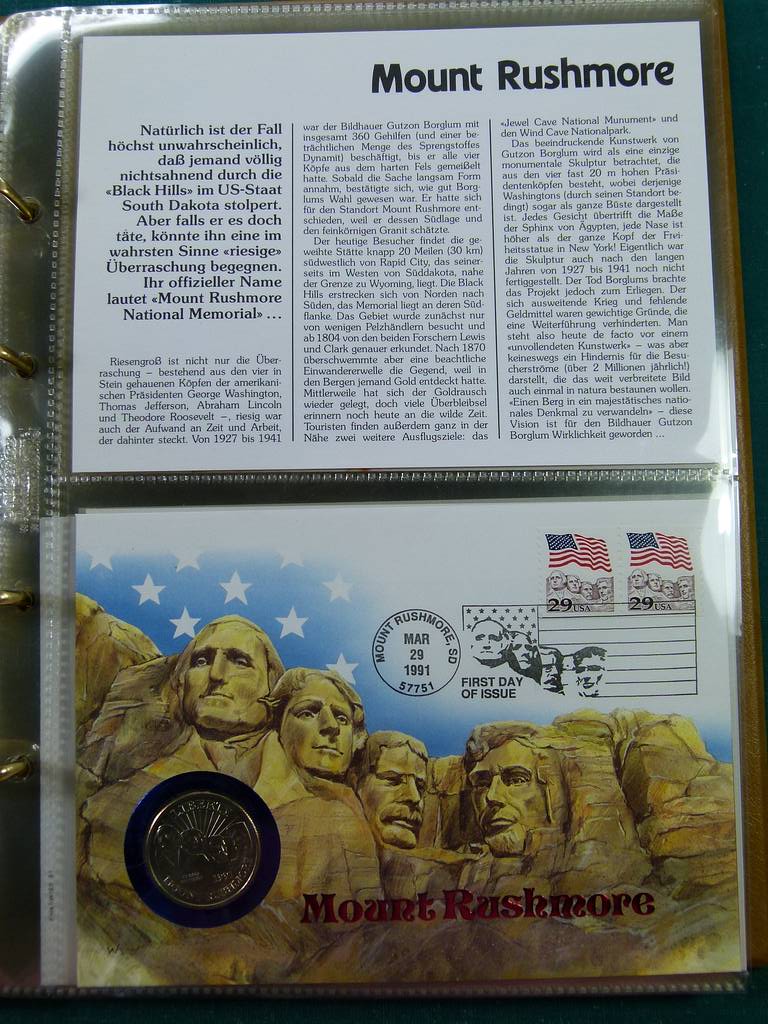 Mount Rushmore
Natürlich ist der Fall
höchst unwahrscheinlich,
daß jemand völlig
nichtsahnend durch die
«Black Hills» im US-Staat
South Dakota stolpert.
Aber falls er es doch
täte, könnte ihn eine im
wahrsten Sinne «riesige»
Überraschung begegnen.
Ihr offizieller Name
lautet «Mount Rushmore
National Memorial» ...
Riesengroß ist nicht nur die Über-
raschung – bestehend aus den vier in
Stein gehauenen Köpfen der amerikani-
schen Präsidenten George Washington,
Thomas Jefferson, Abraham Lincoln
und Theodore Roosevelt –, riesig war
auch der Aufwand an Zeit und Arbeit,
der dahinter steckt. Von 1927 bis 1941
war der Bildhauer Gutzon Borglum mit
insgesamt 360 Gehilfen (und einer be-
trächtlichen Menge des Sprengstoffes
Dynamit) beschäftigt, bis er alle vier
Köpfe aus dem harten Fels gemeißelt
hatte. Sobald die Sache langsam Form
annahm, bestätigte sich, wie gut Borg-
lums Wahl gewesen war. Er hatte sich
für den Standort Mount Rushmore ent-
schieden, weil er dessen Südlage und
den feinkörnigen Granit schätzte.
Der heutige Besucher findet die ge-
weihte Stätte knapp 20 Meilen (30 km)
südwestlich von Rapid City, das seiner-
seits im Westen von Süddakota, nahe
der Grenze zu Wyoming, liegt. Die Black
Hills erstrecken sich von Norden nach
Süden, das Memorial liegt an deren Süd-
flanke. Das Gebiet wurde zunächst nur
von wenigen Pelzhändlern besucht und
ab 1804 von den beiden Forschern Lewis
und Clark genauer erkundet. Nach 1870
überschwemmte aber eine beachtliche
Einwandererwelle die Gegend, weil in
den Bergen jemand Gold entdeckt hatte.
Mittlerweile hat sich der Goldrausch
wieder gelegt, doch viele Überbleibsel
erinnern noch heute an die wilde Zeit.
Touristen finden außerdem ganz in der
Nähe zwei weitere Ausflugsziele: das
«Jewel Cave National Munument» und
den Wind Cave Nationalpark.
Das beeindruckende Kunstwerk von
Gutzon Borglum wird als eine einzige
monumentale Skulptur betrachtet, die
aus den vier fast 20 m hohen Präsi-
dentenköpfen besteht, wobei derjenige
Washingtons (durch seinen Standort be-
dingt) sogar als ganze Büste dargestellt
ist. Jedes Gesicht übertrifft die Maße
der Sphinx von Ägypten, jede Nase ist
höher als der ganze Kopf der Frei-
heitsstatue in New York! Eigentlich war
die Skulptur auch nach den langen
Jahren von 1927 bis 1941 noch nicht
fertiggestellt. Der Tod Borglums brachte
das Projekt jedoch zum Erliegen. Der
sich ausweitende Krieg und fehlende
Geldmittel waren gewichtige Gründe, die
eine Weiterführung verhinderten. Man
steht also heute de facto vor einem
«unvollendeten Kunstwerk» – was aber
keineswegs ein Hindernis für die Besu-
cherströme (über 2 Millionen jährlich!)
darstellt, die das weit verbreitete Bild
auch einmal in natura bestaunen wollen.
«Einen Berg in ein majestätisches natio-
nales Denkmal zu verwandeln» – diese
Vision ist für den Bildhauer Gutzon
Borglum Wirklichkeit geworden ...
29 USA
29 USA
MOUNT RUSHMORE, SD
MAR
29
1991
57751
FIRST DAY
OF ISSUE
LIBERTY
Mount Rushmore